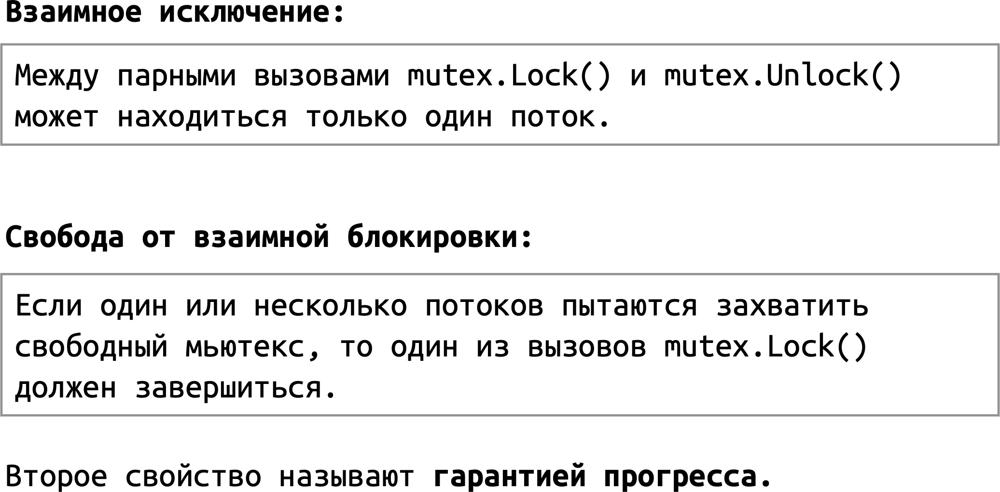 Взаимное исключение:
Между парными вызовами mutex.Lock() и mutex.Unlock()
может находиться только один поток.
Свобода от взаимной блокировки:
Если один или несколько потоков пытаются захватить
свободный мьютекс, то один из вызовов mutex.Lock()
должен завершиться.
Второе свойство называют гарантией прогресса.